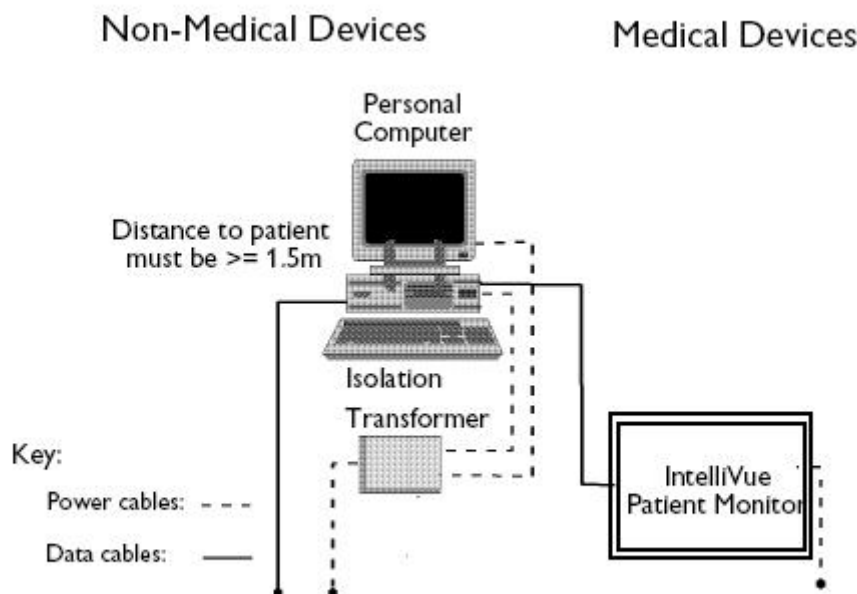 Non-Medical Devices
Medical Devices
Personal
Computer
Distance to patient
must be >= 1.5m
Isolation
Transformer
Key:
Power cables:
Data cables:
IntelliVue
Patient Monitor